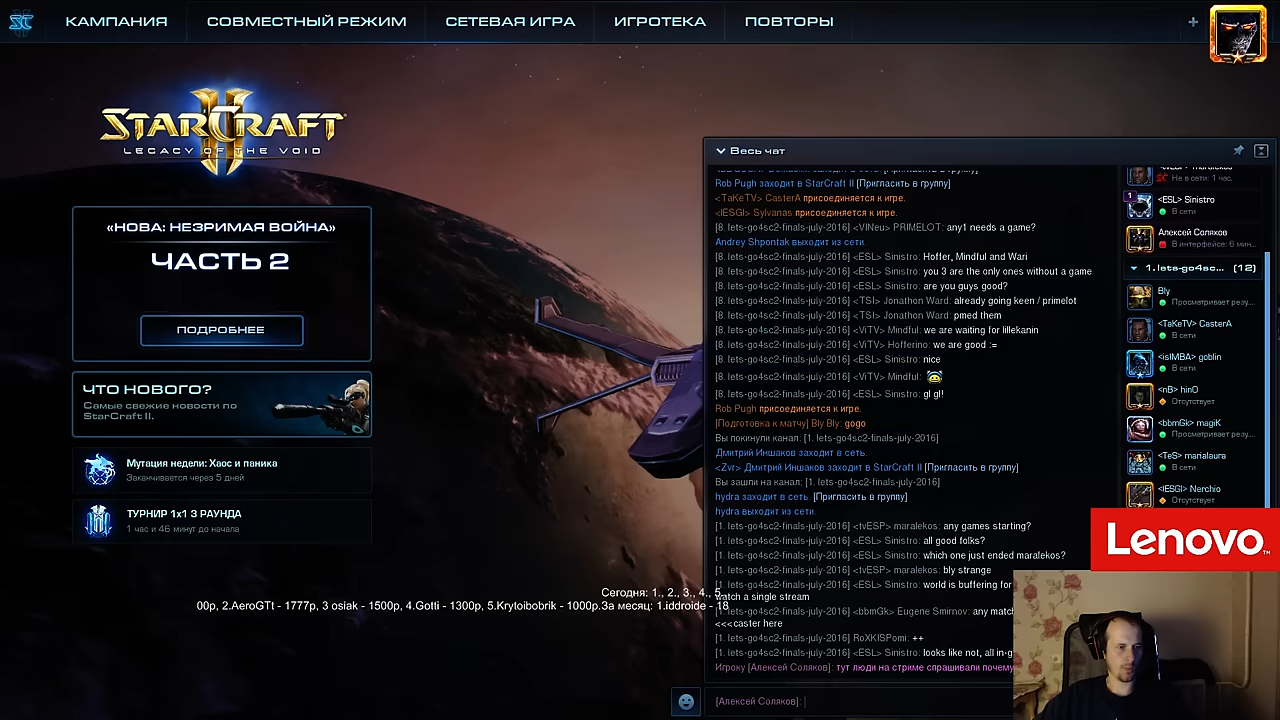 КАМПАНИЯ
СОВМЕСТНЫЙ РЕЖИМ
СЕТЕВАЯ ИГРА
ИГРОТЕКА
ПОВТОРЫ
STARCRAFT
II
LEGACY OF THE VOID
«НОВА: НЕЗРИМАЯ ВОЙНА»
ЧАСТЬ 2
ПОДРОБНЕЕ
ЧТО НОВОГО?
Самые свежие новости по
StarCraft II.
Мутация недели: Хаос и паника
Заканчивается через 5 дней
ТУРНИР 1x1 3 РАУНДА
1 час и 46 минут до начала
Сегодня: 1., 2., 3., 4., 5.
00р, 2.AeroGTt - 1777р, 3 osiak - 1500р, 4.Gotti - 1300р, 5.Krytoibobrik - 1000р.За месяц: 1.iddroide - 18
Весь чат
Rob Pugh заходит в StarCraft II [Пригласить в группу]
<TaKeTV> CasterA присоединяется к игре.
<IESGI> Sylvanas присоединяется к игре.
[8. lets-go4sc2-finals-july-2016] <VINeu> PRIMELOT: any1 needs a game?
Andrey Shpontak выходит из сети.
[8. lets-go4sc2-finals-july-2016] <ESL> Sinistro: Hoffer, Mindful and Wari
[8. lets-go4sc2-finals-july-2016] <ESL> Sinistro: you 3 are the only ones without a game
[8. lets-go4sc2-finals-july-2016] <ESL> Sinistro: are you guys good?
[8. lets-go4sc2-finals-july-2016] <TSI> Jonathon Ward: already going keen / primelot
[8. lets-go4sc2-finals-july-2016] <TSI> Jonathon Ward: pmed them
[8. lets-go4sc2-finals-july-2016] <ViTV> Mindful: we are waiting for lillekanin
[8. lets-go4sc2-finals-july-2016] <ViTV> Hofferino: we are good :=
[8. lets-go4sc2-finals-july-2016] <ESL> Sinistro: nice
[8. lets-go4sc2-finals-july-2016] <ViTV> Mindful:
[8. lets-go4sc2-finals-july-2016] <ESL> Sinistro: gl gl!
Rob Pugh присоединяется к игре.
[Подготовка к матчу] Bly Bly: gogo
Вы покинули канал: [1. lets-go4sc2-finals-july-2016]
Дмитрий Иншаков заходит в сеть.
<Zvr> Дмитрий Иншаков заходит в StarCraft II [Пригласить в группу]
Вы зашли на канал: [1. lets-go4sc2-finals-july-2016]
hydra заходит в сеть. [Пригласить в группу]
hydra выходит из сети.
[1. lets-go4sc2-finals-july-2016] <tvESP> maralekos: any games starting?
[1. lets-go4sc2-finals-july-2016] <ESL> Sinistro: all good folks?
[1. lets-go4sc2-finals-july-2016] <ESL> Sinistro: which one just ended maralekos?
[1. lets-go4sc2-finals-july-2016] <tvESP> maralekos: bly strange
[1. lets-go4sc2-finals-july-2016] <ESL> Sinistro: world is buffering for
watch a single stream
[1. lets-go4sc2-finals-july-2016] <bbmGk> Eugene Smirnov: any match
<<<caster here
[1. lets-go4sc2-finals-july-2016] RoXKISPomi: ++
[1. lets-go4sc2-finals-july-2016] <ESL> Sinistro: looks like not, all in-g
Игроку [Алексей Соляков]: тут люди на стриме спрашивали почему
[Алексей Соляков]:
Не в сети: 1 час.
1
<ESL> Sinistro
В сети
Алексей Соляков
В интерфейсе: 6 мин...
1. lets-go4sc... (12)
Bly
Просматривает резу...
<TaKeTV> CasterA
В сети
<isIMBA> goblin
В сети
<nB> hinO
Отсутствует
<bbmGk> magiK
Просматривает резу...
<TeS> marialaura
В сети
<IESGI> Nerchio
Отсутствует
Lenovo
TM